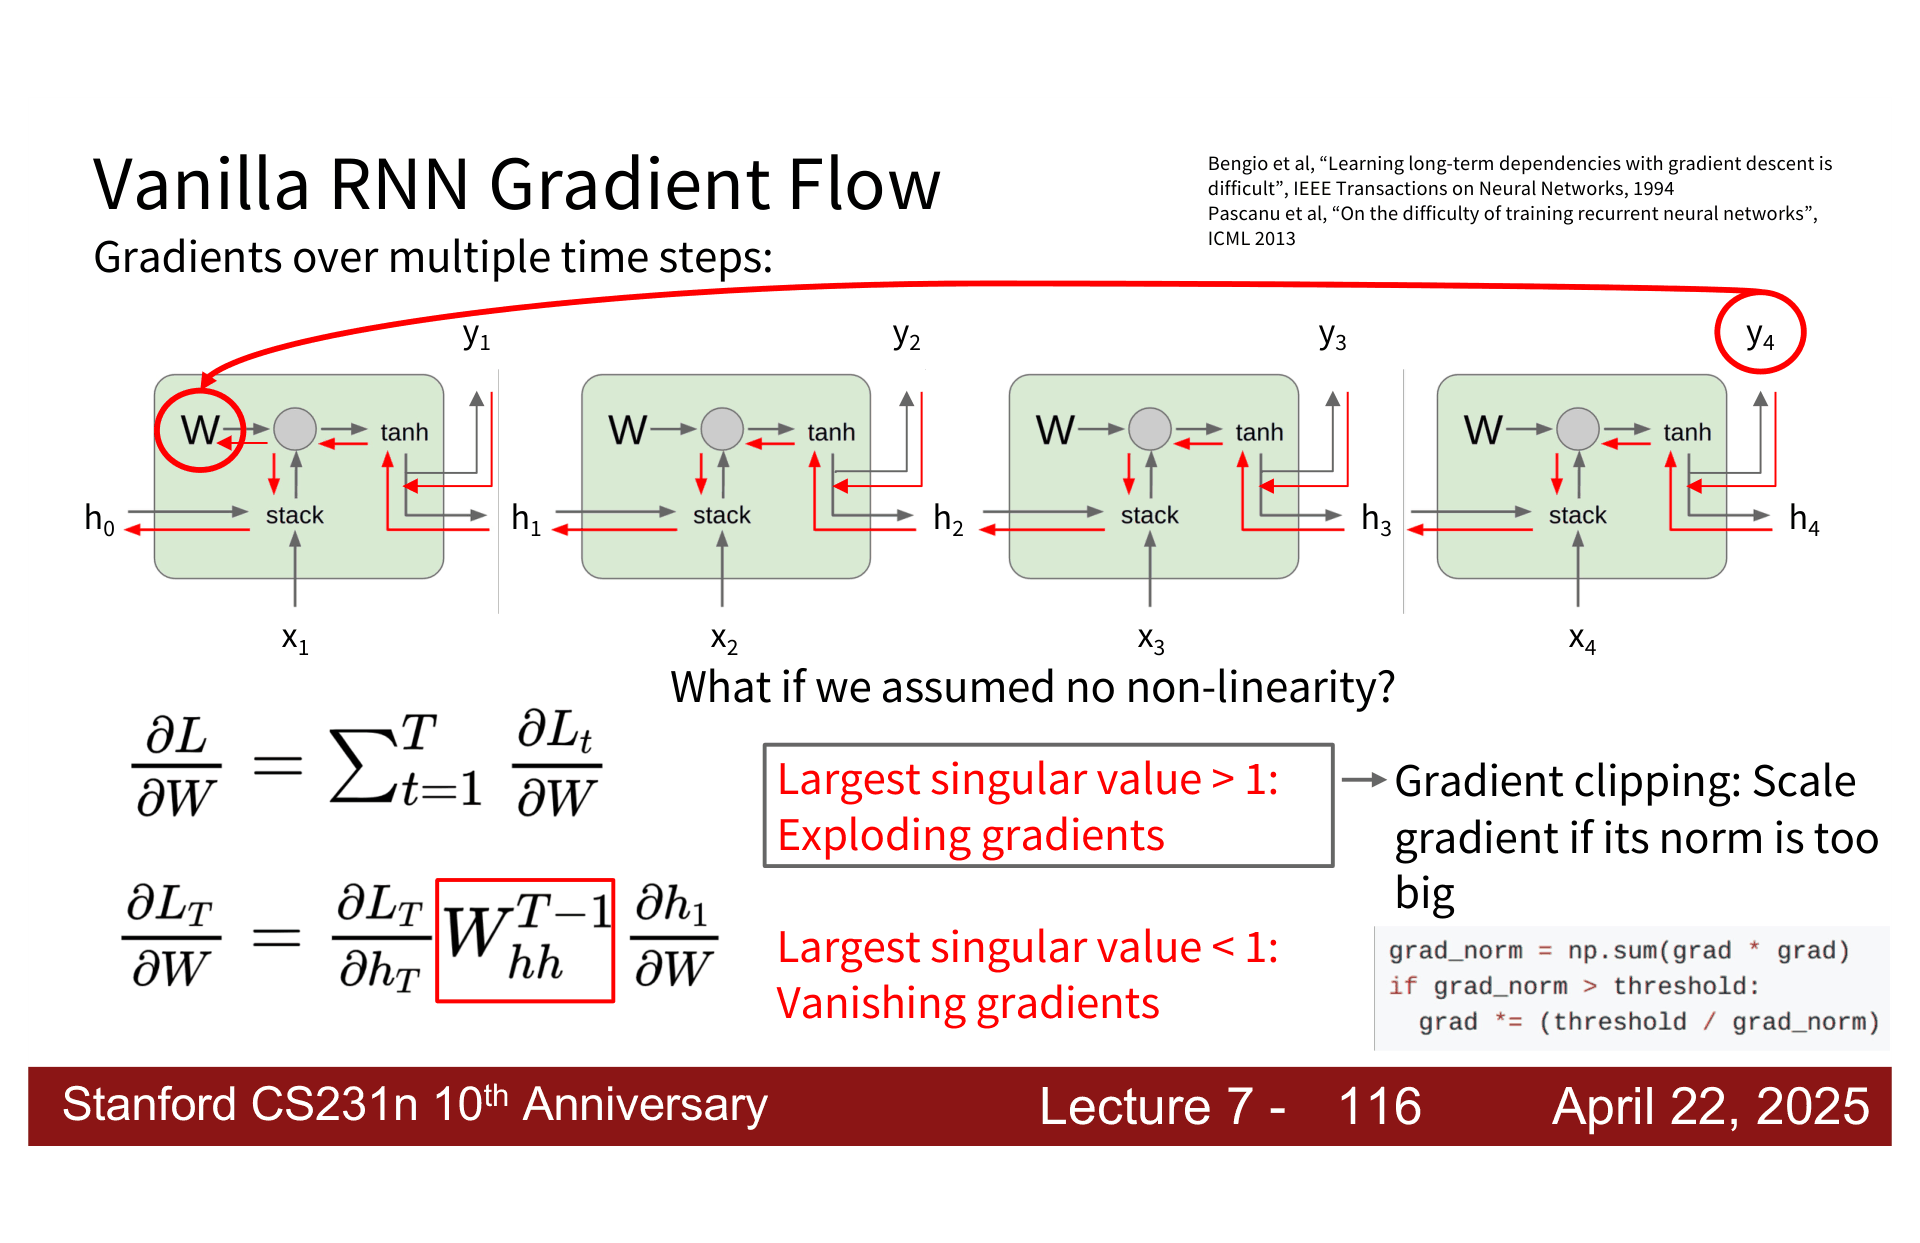 Vanilla RNN Gradient Flow
Gradients over multiple time steps:
Bengio et al, “Learning long-term dependencies with gradient descent is
difficult”, IEEE Transactions on Neural Networks, 1994
Pascanu et al, “On the difficulty of training recurrent neural networks”,
ICML 2013
y₁ y₂ y₃ y₄
W tanh W tanh W tanh W tanh
h₀ stack h₁ stack h₂ stack h₃ stack h₄
x₁ x₂ x₃ x₄
What if we assumed no non-linearity?
∂L/∂W = ∑_{t=1}^{T} ∂L_t/∂W
∂L_T/∂W = ∂L_T/∂h_T W_{hh}^{T−1} ∂h₁/∂W
Largest singular value > 1:
Exploding gradients
Largest singular value < 1:
Vanishing gradients
Gradient clipping: Scale
gradient if its norm is too
big
grad_norm = np.sum(grad * grad)
if grad_norm > threshold:
  grad *= (threshold / grad_norm)
Stanford CS231n 10th Anniversary
Lecture 7 - 116
April 22, 2025